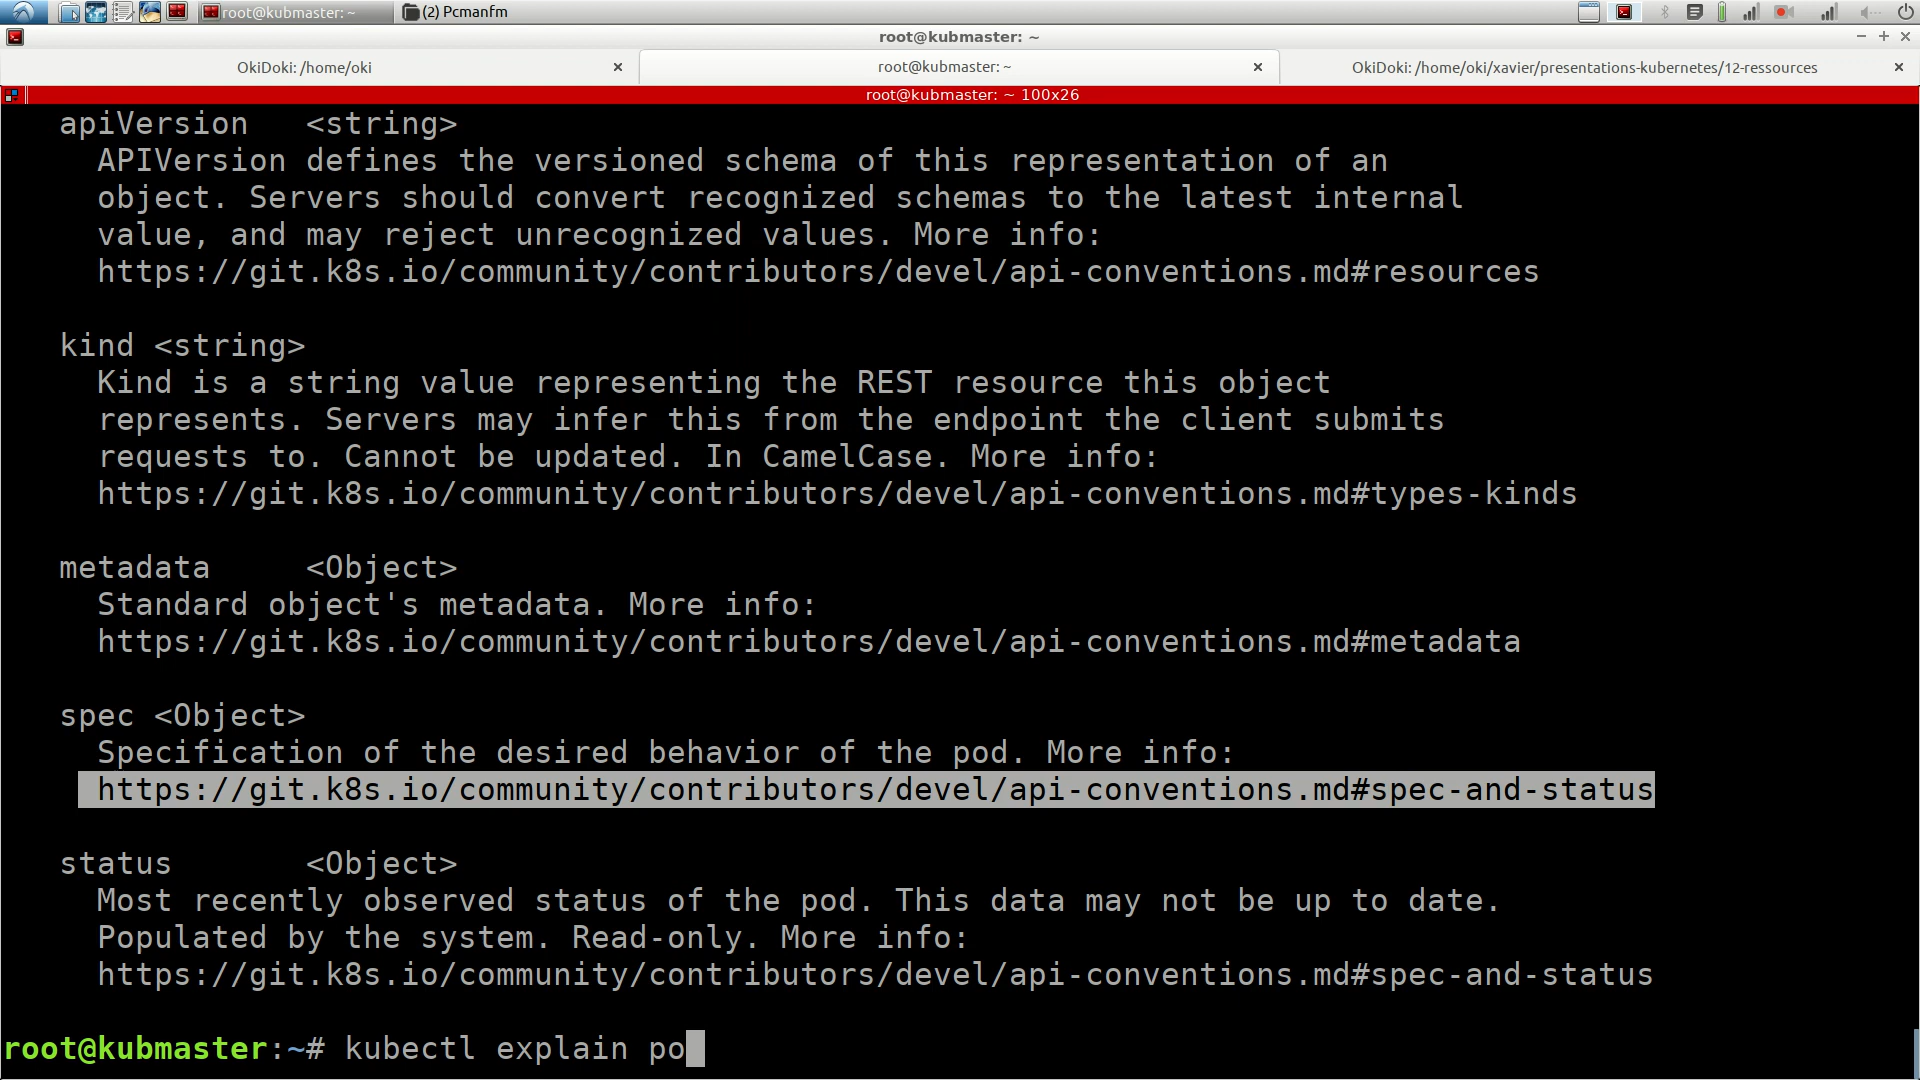 root@kubmaster: ~
(2) Pcmanfm
root@kubmaster: ~
OkiDoki: /home/oki
root@kubmaster: ~
OkiDoki: /home/oki/xavier/presentations-kubernetes/12-ressources
root@kubmaster: ~ 100x26
apiVersion   <string>
APIVersion defines the versioned schema of this representation of an
object. Servers should convert recognized schemas to the latest internal
value, and may reject unrecognized values. More info:
https://git.k8s.io/community/contributors/devel/api-conventions.md#resources
kind <string>
Kind is a string value representing the REST resource this object
represents. Servers may infer this from the endpoint the client submits
requests to. Cannot be updated. In CamelCase. More info:
https://git.k8s.io/community/contributors/devel/api-conventions.md#types-kinds
metadata     <Object>
Standard object's metadata. More info:
https://git.k8s.io/community/contributors/devel/api-conventions.md#metadata
spec <Object>
Specification of the desired behavior of the pod. More info:
https://git.k8s.io/community/contributors/devel/api-conventions.md#spec-and-status
status       <Object>
Most recently observed status of the pod. This data may not be up to date.
Populated by the system. Read-only. More info:
https://git.k8s.io/community/contributors/devel/api-conventions.md#spec-and-status
root@kubmaster:~# kubectl explain po